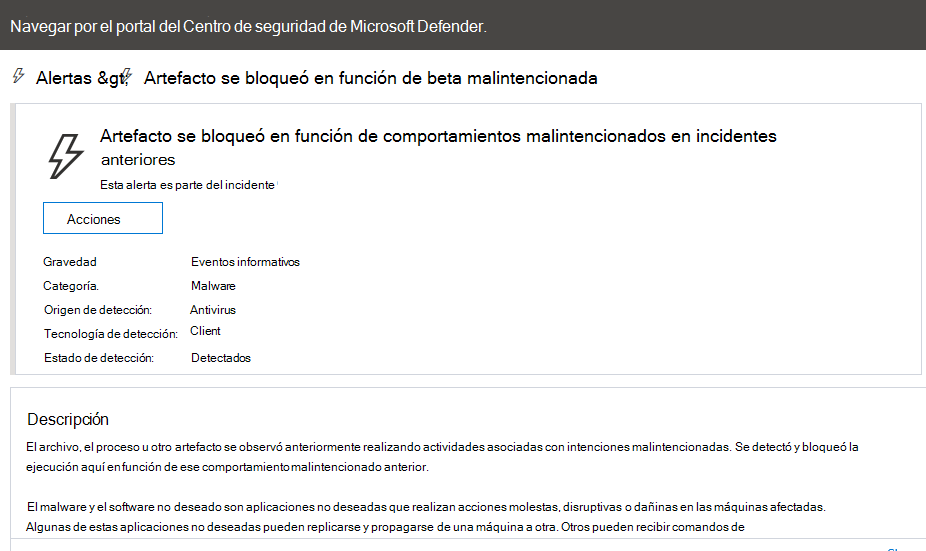 Navegar por el portal del Centro de seguridad de Microsoft Defender.
Alertas &gt; Artefacto se bloqueó en función de beta malintencionada
Artefacto se bloqueó en función de comportamientos malintencionados en incidentes
anteriores
Esta alerta es parte del incidente
Acciones
Gravedad Eventos informativos
Categoría. Malware
Origen de detección: Antivirus
Tecnología de detección: Client
Estado de detección: Detectados
Descripción
El archivo, el proceso u otro artefacto se observó anteriormente realizando actividades asociadas con intenciones malintencionadas. Se detectó y bloqueó la
ejecución aquí en función de ese comportamiento malintencionado anterior.
El malware y el software no deseado son aplicaciones no deseadas que realizan acciones molestas, disruptivas o dañinas en las máquinas afectadas.
Algunas de estas aplicaciones no deseadas pueden replicarse y propagarse de una máquina a otra. Otros pueden recibir comandos de